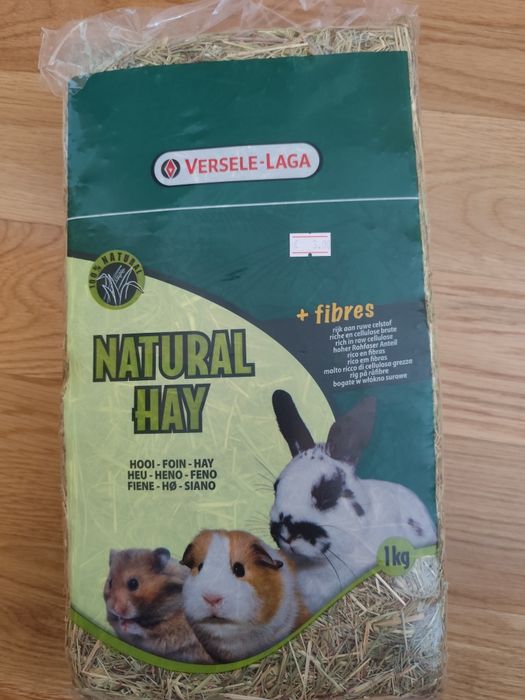 VERSELE-LAGA
€ 3.00
100% NATURAL
+ fibres
rijk aan ruwe celstof
riche en cellulose brute
rich in raw cellulose
hoher Rohfaser Anteil
rico en fibras
rico em fibras
molto ricco di cellulosa grezza
rig på råfibre
bogate w włókno surowe
NATURAL
HAY
HOOI - FOIN - HAY
HEU - HENO - FENO
FIENE - HØ - SIANO
1kg